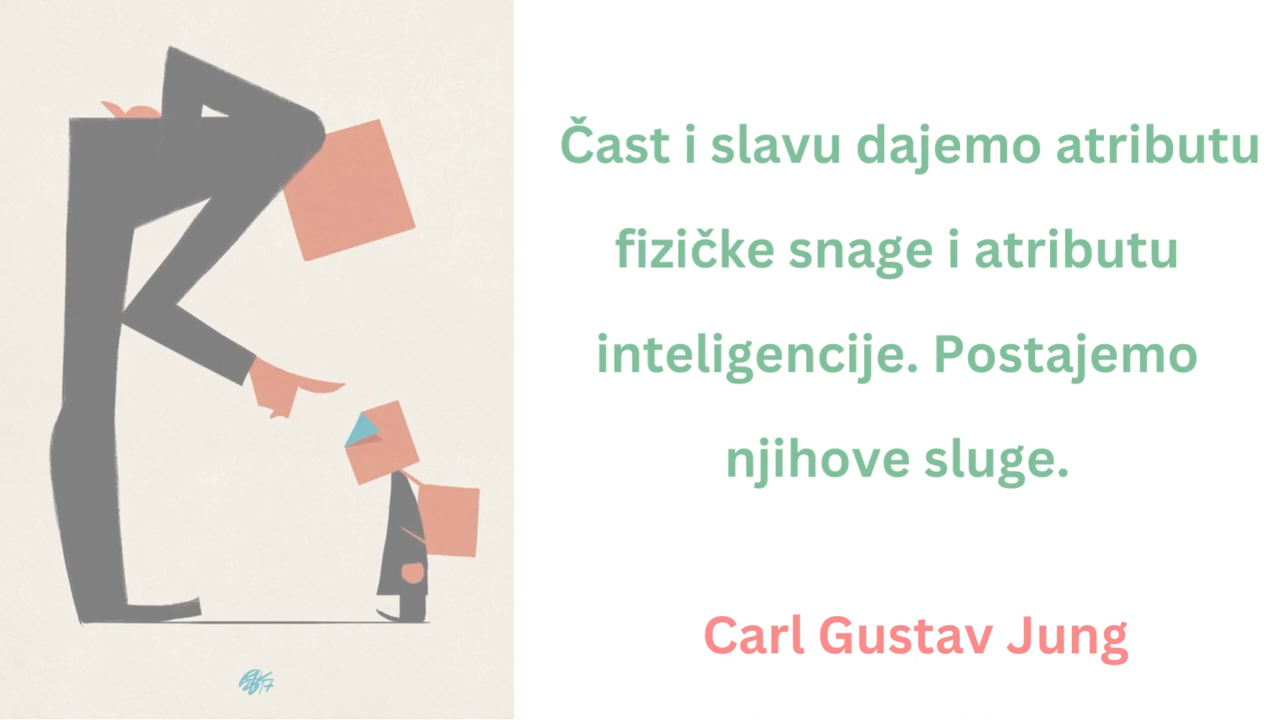 Čast i slavu dajemo atributu
fizičke snage i atributu
inteligencije. Postajemo
njihove sluge.
Carl Gustav Jung